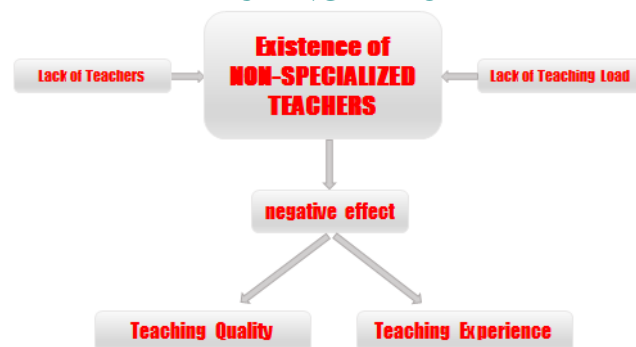 Existence of
NON-SPECIALIZED
TEACHERS
Lack of Teachers
Lack of Teaching Load
negative effect
Teaching Quality
Teaching Experience